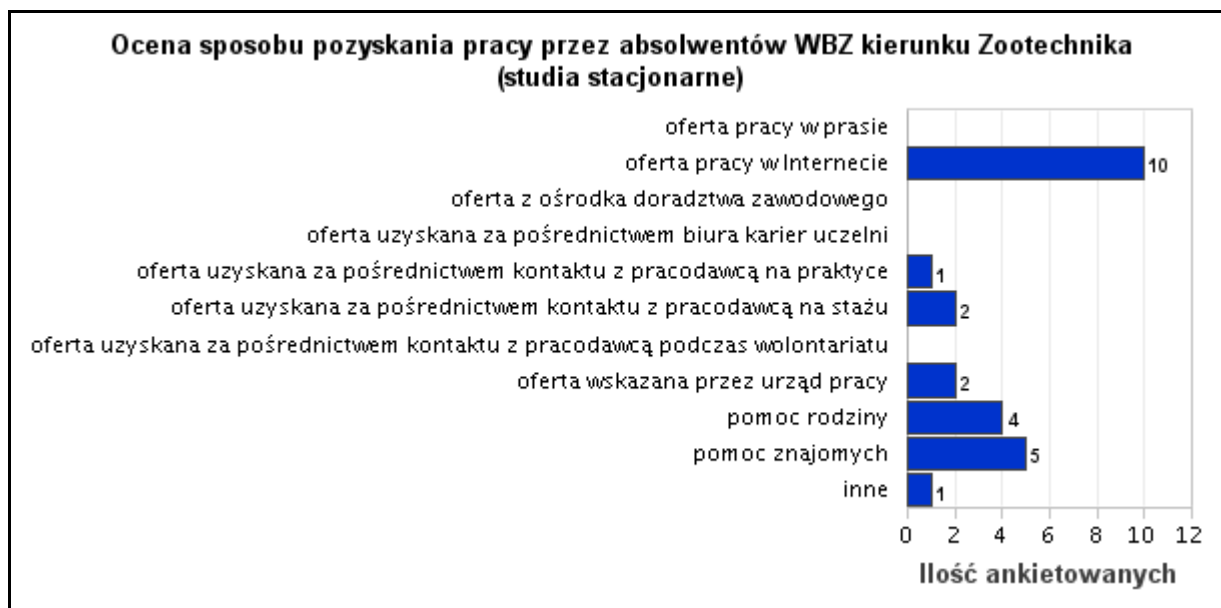 Ocena sposobu pozyskania pracy przez absolwentów WBZ kierunku Zootechnika
(studia stacjonarne)
oferta pracy w prasie
oferta pracy w Internecie 10
oferta z ośrodka doradztwa zawodowego
oferta uzyskana za pośrednictwem biura karier uczelni
oferta uzyskana za pośrednictwem kontaktu z pracodawcą na praktyce 1
oferta uzyskana za pośrednictwem kontaktu z pracodawcą na stażu 2
oferta uzyskana za pośrednictwem kontaktu z pracodawcą podczas wolontariatu
oferta wskazana przez urząd pracy 2
pomoc rodziny 4
pomoc znajomych 5
inne 1
0 2 4 6 8 10 12
Ilość ankietowanych